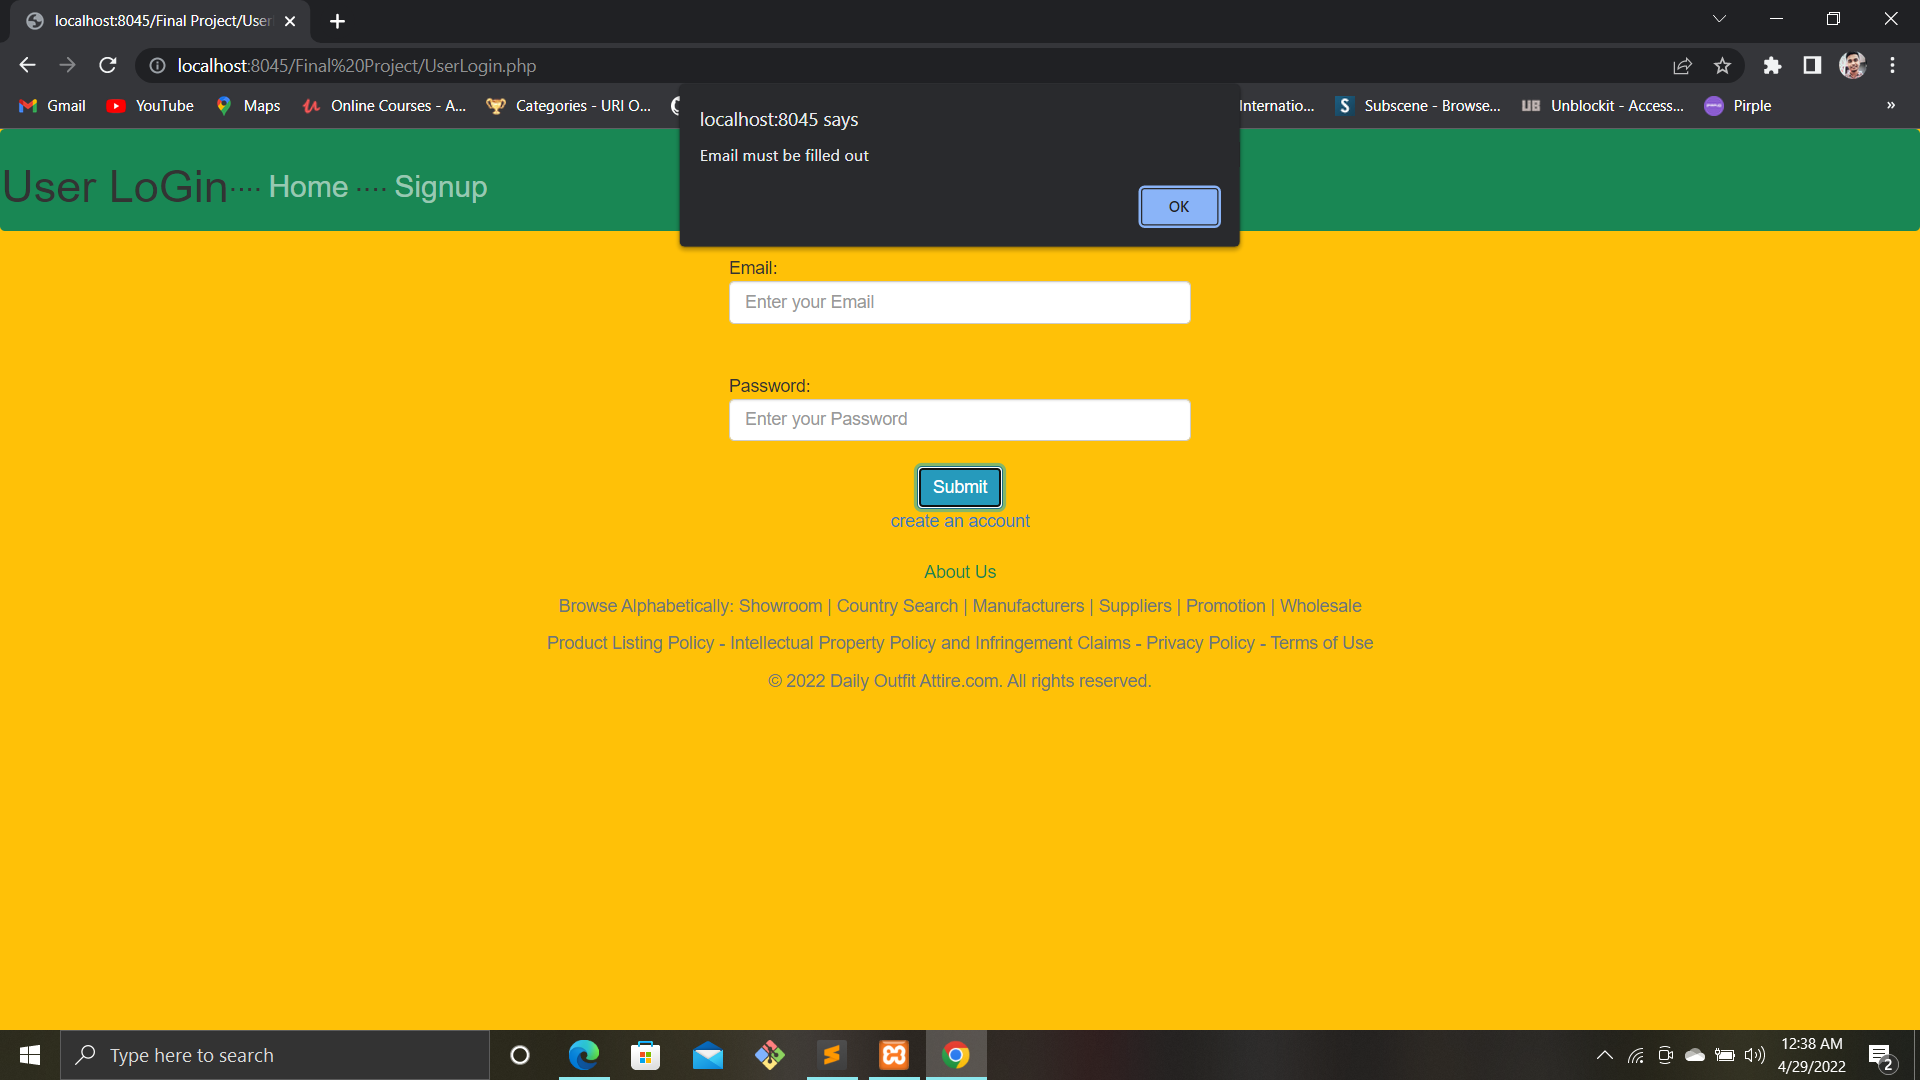 localhost:8045/Final Project/User
localhost:8045/Final%20Project/UserLogin.php
Gmail YouTube Maps Online Courses - A... Categories - URI O... Internatio... Subscene - Browse... UB Unblockit - Access... Pirple »
localhost:8045 says
Email must be filled out
OK
User LoGin···· Home ···· Signup
Email:
Enter your Email
Password:
Enter your Password
Submit
create an account
About Us
Browse Alphabetically: Showroom | Country Search | Manufacturers | Suppliers | Promotion | Wholesale
Product Listing Policy - Intellectual Property Policy and Infringement Claims - Privacy Policy - Terms of Use
© 2022 Daily Outfit Attire.com. All rights reserved.
Type here to search
12:38 AM
4/29/2022
2